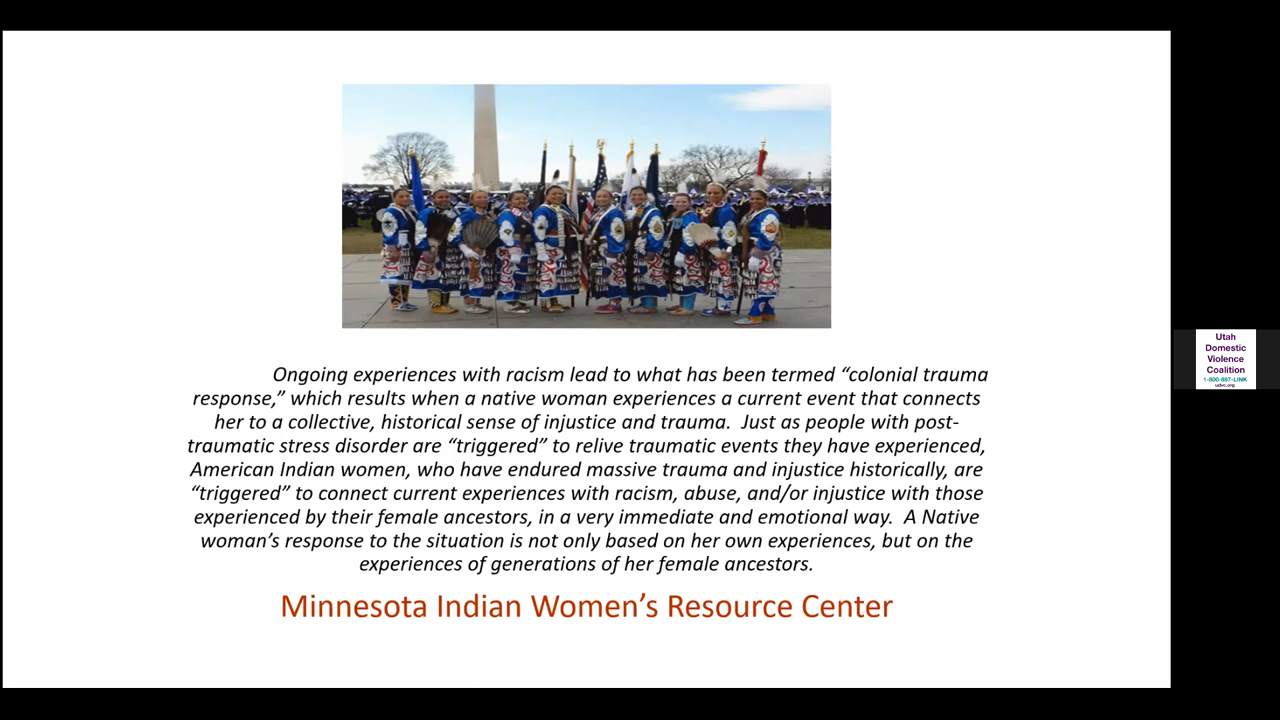 Ongoing experiences with racism lead to what has been termed “colonial trauma
response,” which results when a native woman experiences a current event that connects
her to a collective, historical sense of injustice and trauma.  Just as people with post-
traumatic stress disorder are “triggered” to relive traumatic events they have experienced,
American Indian women, who have endured massive trauma and injustice historically, are
“triggered” to connect current experiences with racism, abuse, and/or injustice with those
experienced by their female ancestors, in a very immediate and emotional way.  A Native
woman’s response to the situation is not only based on her own experiences, but on the
experiences of generations of her female ancestors.
Minnesota Indian Women’s Resource Center
Utah
Domestic
Violence
Coalition
1-800-897-LINK
udvc.org